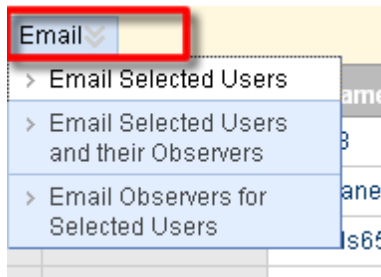 Email
> Email Selected Users
> Email Selected Users
and their Observers
> Email Observers for
Selected Users